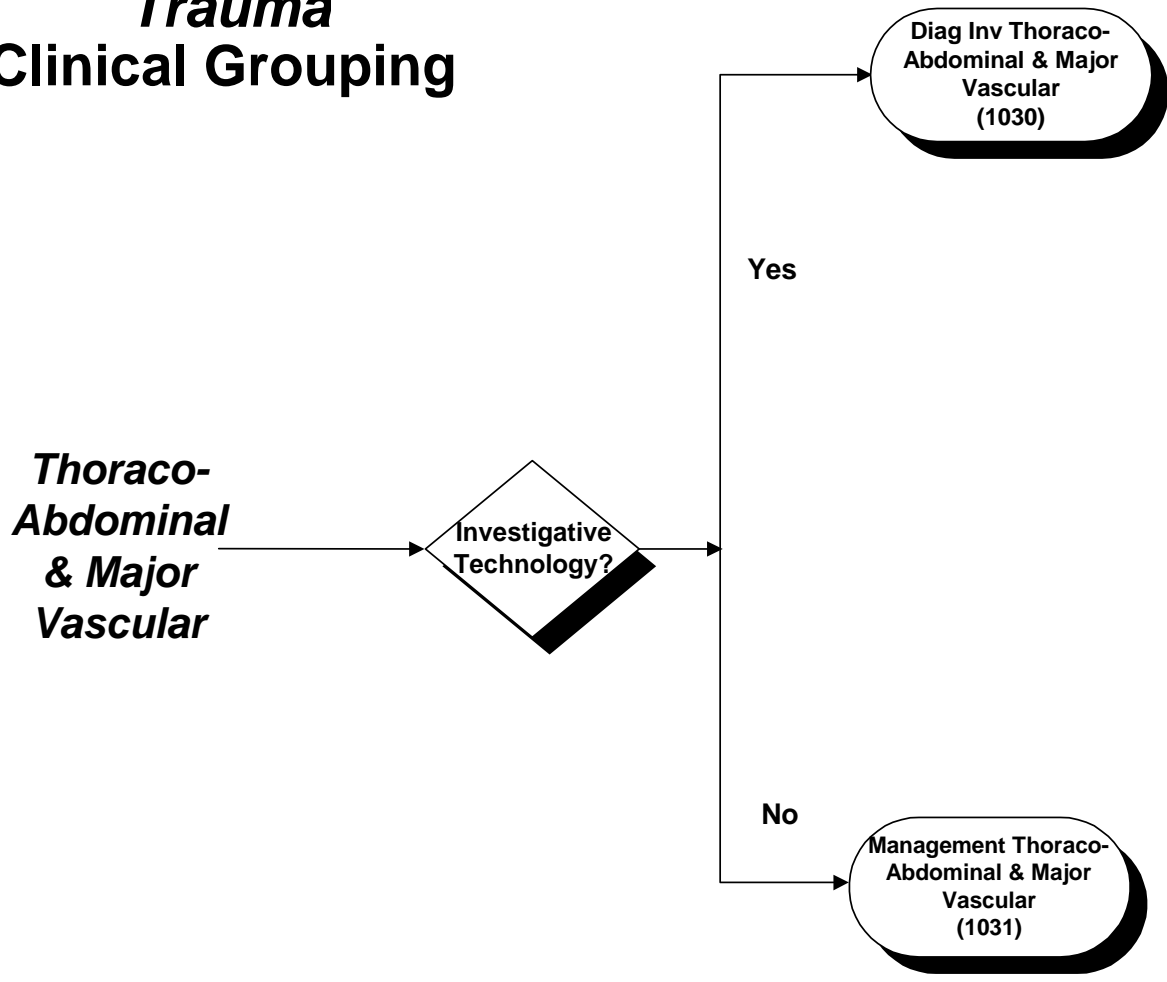 Trauma
Clinical Grouping
Diag Inv Thoraco-
Abdominal & Major
Vascular
(1030)
Yes
Thoraco-
Abdominal
& Major
Vascular
Investigative
Technology?
No
Management Thoraco-
Abdominal & Major
Vascular
(1031)